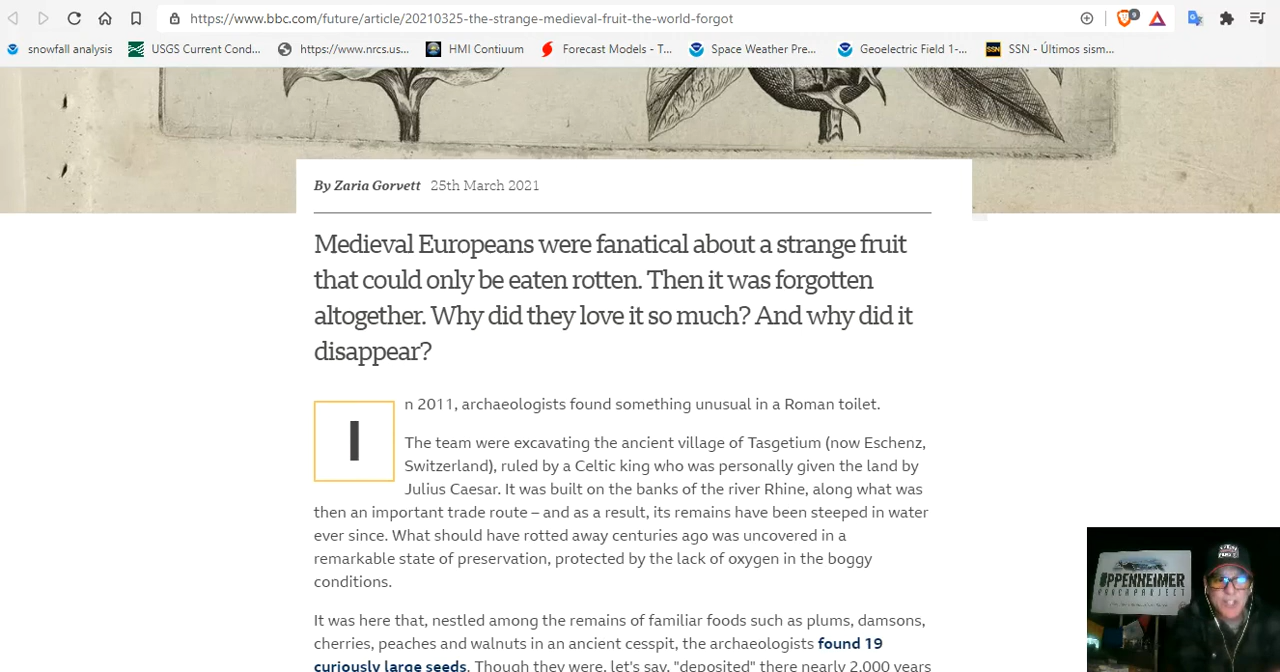 https://www.bbc.com/future/article/20210325-the-strange-medieval-fruit-the-world-forgot
snowfall analysis
USGS Current Cond...
https://www.nrcs.us...
HMI Contiuum
Forecast Models - T...
Space Weather Pre...
Geoelectric Field 1-...
SSN
SSN - Últimos sism...
By Zaria Gorvett 25th March 2021
Medieval Europeans were fanatical about a strange fruit
that could only be eaten rotten. Then it was forgotten
altogether. Why did they love it so much? And why did it
disappear?
In 2011, archaeologists found something unusual in a Roman toilet.
The team were excavating the ancient village of Tasgetium (now Eschenz,
Switzerland), ruled by a Celtic king who was personally given the land by
Julius Caesar. It was built on the banks of the river Rhine, along what was
then an important trade route – and as a result, its remains have been steeped in water
ever since. What should have rotted away centuries ago was uncovered in a
remarkable state of preservation, protected by the lack of oxygen in the boggy
conditions.
It was here that, nestled among the remains of familiar foods such as plums, damsons,
cherries, peaches and walnuts in an ancient cesspit, the archaeologists found 19
curiously large seeds. Though they were, let's say, "deposited" there nearly 2,000 years
OPPENHEIMER
RANCH PROJECT